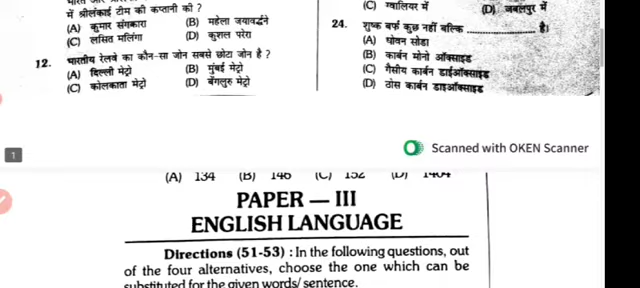 में श्रीलंकाई टीम की कप्तानी की ?
(A) कुमार संगकारा (B) महेला जयावर्द्धने
(C) लसित मलिंगा (D) कुशल परेरा
12. भारतीय रेलवे का कौन-सा जोन सबसे छोटा जोन है ?
(A) दिल्ली मेट्रो (B) मुंबई मेट्रो
(C) कोलकाता मेट्रो (D) बेंगलुरु मेट्रो
(C) ग्वालियर में (D) जबलपुर में
24. शुष्क बर्फ कुछ नहीं बल्कि ............ है।
(A) धोवन सोडा
(B) कार्बन मोनो ऑक्साइड
(C) गैसीय कार्बन डाईऑक्साइड
(D) ठोस कार्बन डाइऑक्साइड
Scanned with OKEN Scanner
1
(A) 134 (B) 146 (C) 152 (D)
PAPER — III
ENGLISH LANGUAGE
Directions (51-53) : In the following questions, out
of the four alternatives, choose the one which can be
substituted for the given words/ sentence.